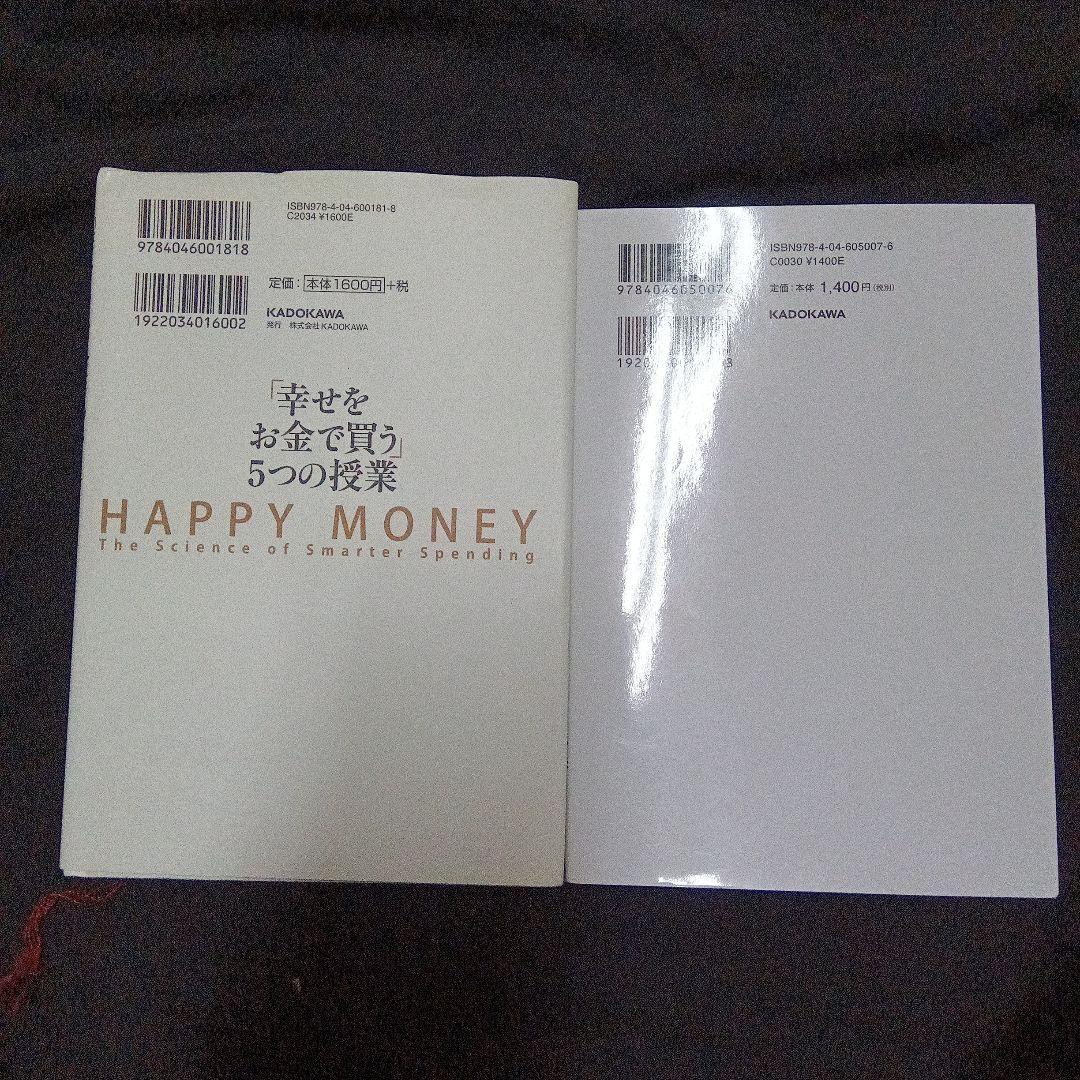 ISBN978-4-04-600181-8
C2034 ¥1600E
9784046001818
定価：本体1600円+税
1922034016002
KADOKAWA
発行 株式会社KADOKAWA
「幸せを
お金で買う」
5つの授業
HAPPY MONEY
The Science of Smarter Spending
ISBN978-4-04-605007-6
C0030 ¥1400E
9784046050076
定価：本体 1,400円(税別)
KADOKAWA